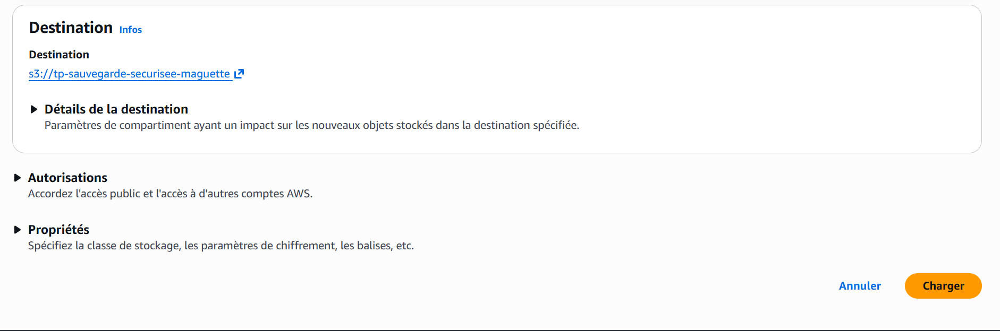 Destination Infos
Destination
s3://tp-sauvegarde-securisee-maguette
Détails de la destination
Paramètres de compartiment ayant un impact sur les nouveaux objets stockés dans la destination spécifiée.
Autorisations
Accordez l'accès public et l'accès à d'autres comptes AWS.
Propriétés
Spécifiez la classe de stockage, les paramètres de chiffrement, les balises, etc.
Annuler Charger